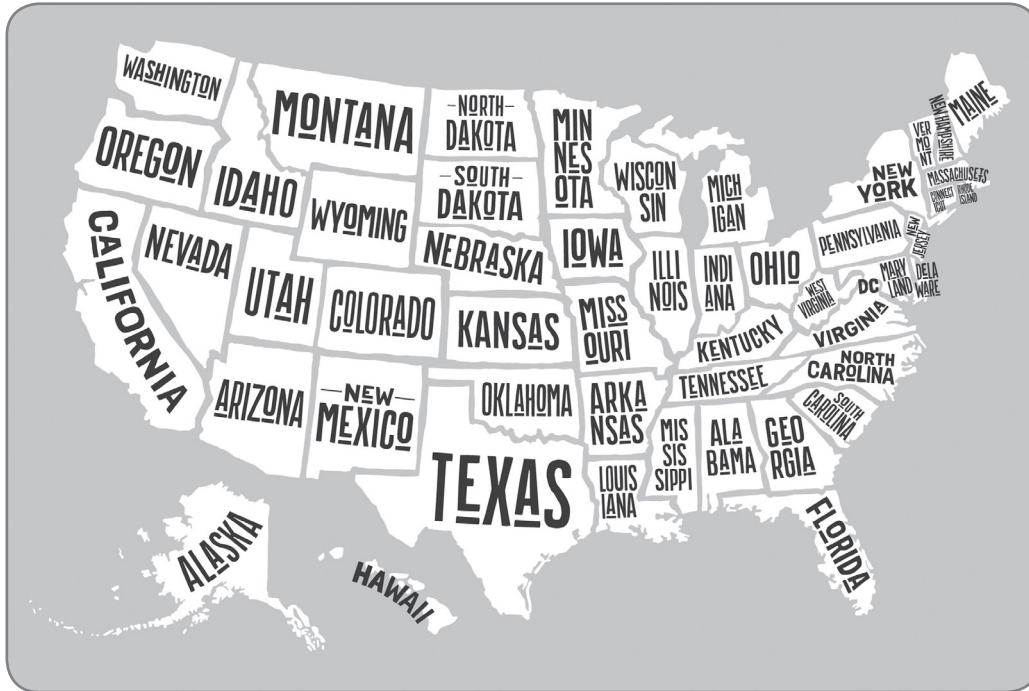 WASHINGTON
MONTANA
–NORTH–
DAKOTA
MIN
NES
OTA
MAINE
NEW HAMPSHIRE
VER
MO
NT
OREGON
IDAHO
WYOMING
–SOUTH–
DAKOTA
WISCON
SIN
MICH
IGAN
NEW
YORK
MASSACHUSETS
CONNECT
ICUT
RHODE
ISLAND
CALIFORNIA
NEVADA
UTAH
COLORADO
NEBRASKA
IOWA
ILLI
NOIS
INDI
ANA
OHIO
PENNSYLVANIA
NEW
JERSEY
WEST
VIRGINIA
DC
MARY
LAND
DELA
WARE
KANSAS
MISS
OURI
KENTUCKY
VIRGINIA
ARIZONA
–NEW–
MEXICO
OKLAHOMA
ARKA
NSAS
TENNESSEE
NORTH
CAROLINA
SOUTH
CAROLINA
TEXAS
LOUIS
IANA
MIS
SIS
SIPPI
ALA
BAMA
GEO
RGIA
FLORIDA
ALASKA
HAWAII